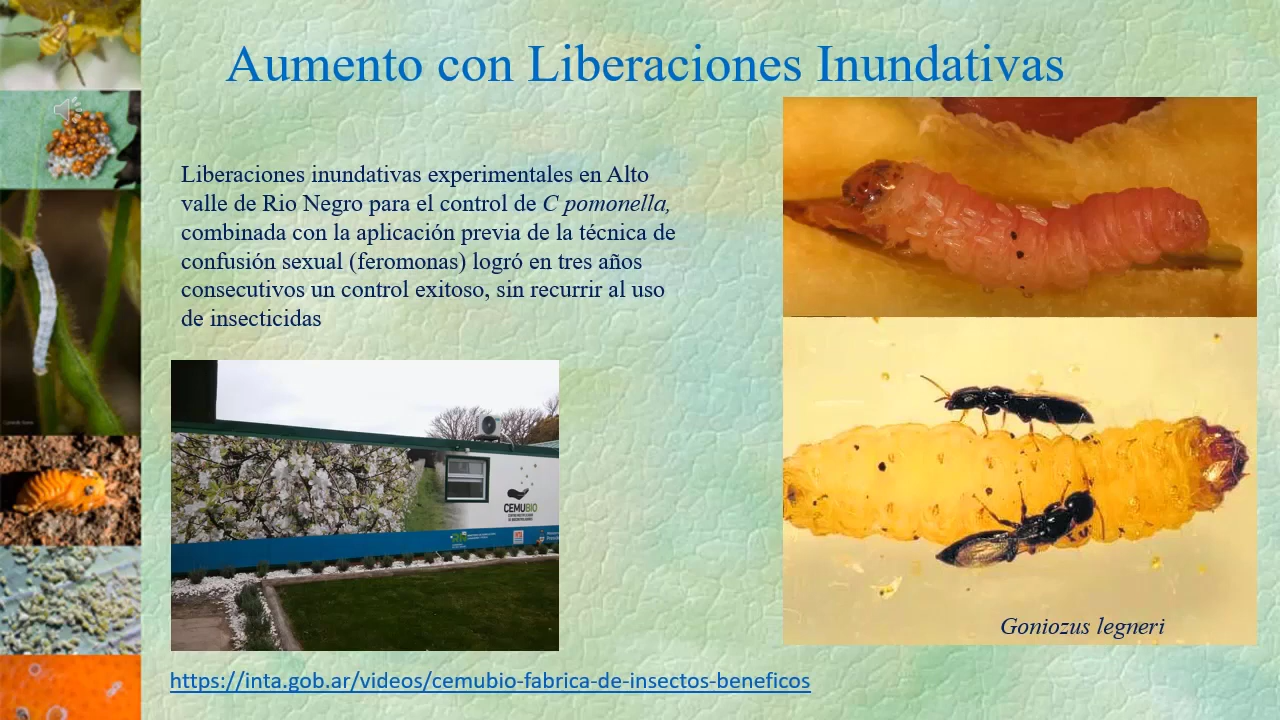 Aumento con Liberaciones Inundativas
Liberaciones inundativas experimentales en Alto
valle de Rio Negro para el control de C pomonella,
combinada con la aplicación previa de la técnica de
confusión sexual (feromonas) logró en tres años
consecutivos un control exitoso, sin recurrir al uso
de insecticidas
CEMUBIO
Goniozus legneri
https://inta.gob.ar/videos/cemubio-fabrica-de-insectos-beneficos